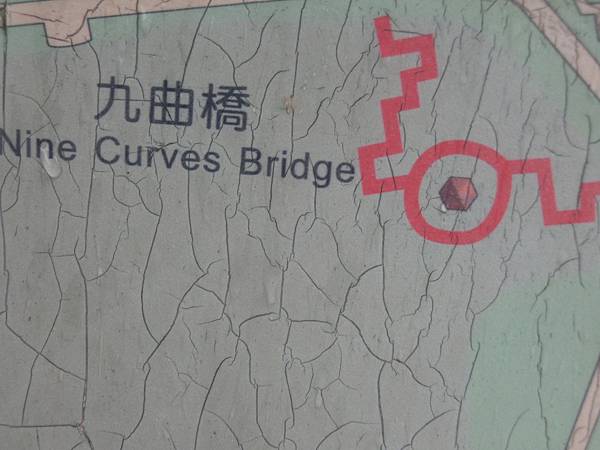 九曲橋
Nine Curves Bridge